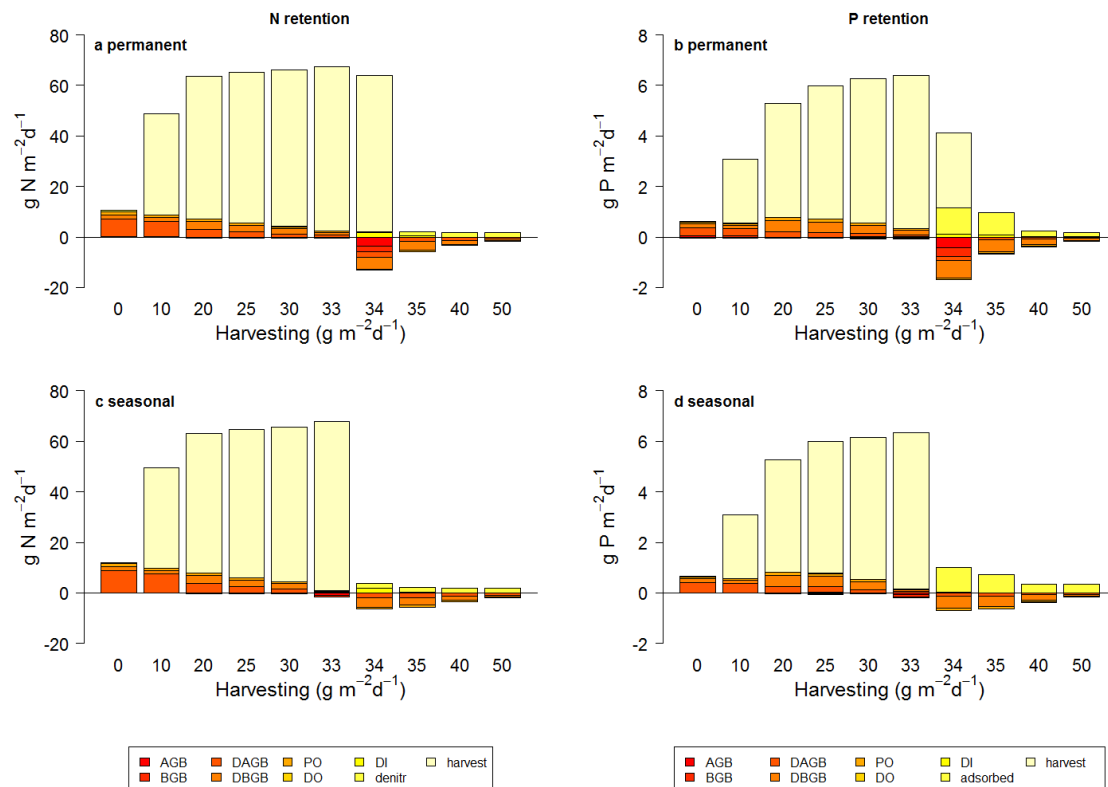 N retention
P retention
a permanent
b permanent
80
60
40
20
0
−20
g N m−2d−1
8
6
4
2
0
−2
g P m−2d−1
0 10 20 25 30 33 34 35 40 50
Harvesting (g m−2d−1)
0 10 20 25 30 33 34 35 40 50
Harvesting (g m−2d−1)
c seasonal
d seasonal
80
60
40
20
0
−20
g N m−2d−1
8
6
4
2
0
−2
g P m−2d−1
0 10 20 25 30 33 34 35 40 50
Harvesting (g m−2d−1)
0 10 20 25 30 33 34 35 40 50
Harvesting (g m−2d−1)
AGB DAGB PO DI harvest
BGB DBGB DO denitr
AGB DAGB PO DI harvest
BGB DBGB DO adsorbed